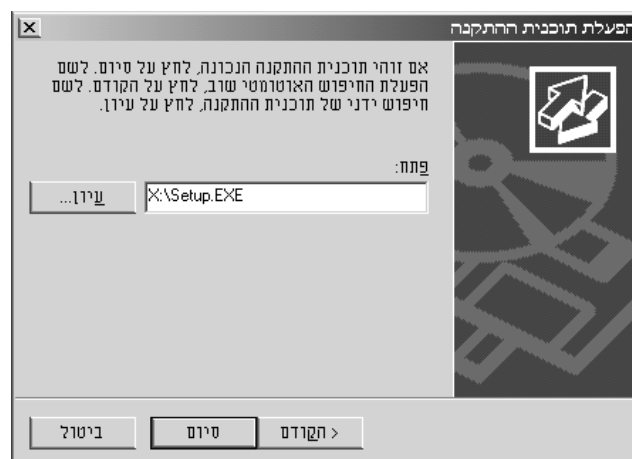 הפעלת תוכנית ההתקנה
אם זוהי תוכנית ההתקנה הנכונה, לחץ על סיום. לשם
הפעלת החיפוש האוטומטי שוב, לחץ על הקודם. לשם
חיפוש ידני של תוכנית ההתקנה, לחץ על עיון.
פתח:
X:\Setup.EXE
עיון...
< הקודם
סיום
ביטול